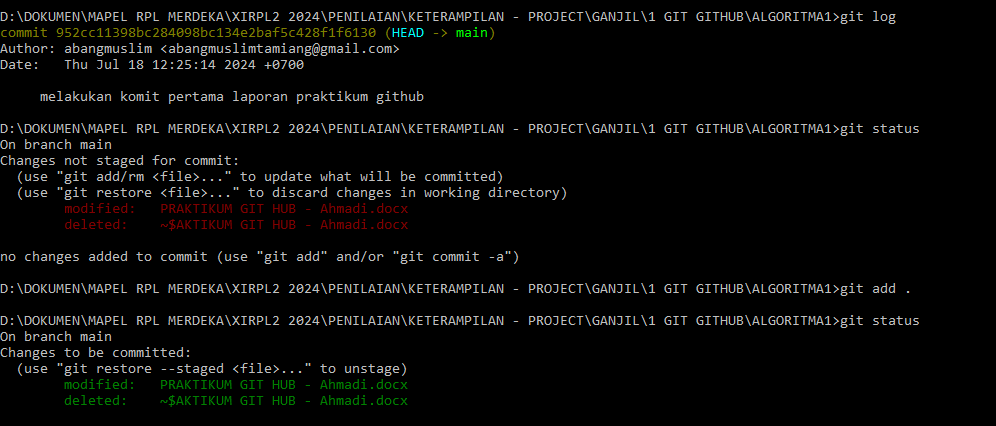 D:\DOKUMEN\MAPEL RPL MERDEKA\XIRPL2 2024\PENILAIAN\KETERAMPILAN - PROJECT\GANJIL\1 GIT GITHUB\ALGORITMA1>git log
commit 952cc11398bc284098bc134e2baf5c428f1f6130 (HEAD -> main)
Author: abangmuslim <abangmuslimtamiang@gmail.com>
Date:   Thu Jul 18 12:25:14 2024 +0700
melakukan komit pertama laporan praktikum github
D:\DOKUMEN\MAPEL RPL MERDEKA\XIRPL2 2024\PENILAIAN\KETERAMPILAN - PROJECT\GANJIL\1 GIT GITHUB\ALGORITMA1>git status
On branch main
Changes not staged for commit:
(use "git add/rm <file>..." to update what will be committed)
(use "git restore <file>..." to discard changes in working directory)
modified:   PRAKTIKUM GIT HUB - Ahmadi.docx
deleted:    ~$AKTIKUM GIT HUB - Ahmadi.docx
no changes added to commit (use "git add" and/or "git commit -a")
D:\DOKUMEN\MAPEL RPL MERDEKA\XIRPL2 2024\PENILAIAN\KETERAMPILAN - PROJECT\GANJIL\1 GIT GITHUB\ALGORITMA1>git add .
D:\DOKUMEN\MAPEL RPL MERDEKA\XIRPL2 2024\PENILAIAN\KETERAMPILAN - PROJECT\GANJIL\1 GIT GITHUB\ALGORITMA1>git status
On branch main
Changes to be committed:
(use "git restore --staged <file>..." to unstage)
modified:   PRAKTIKUM GIT HUB - Ahmadi.docx
deleted:    ~$AKTIKUM GIT HUB - Ahmadi.docx